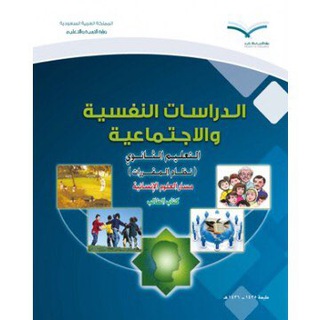 المملكة العربية السعودية
وزارة التربية والتعليم
الدراسات النفسية
والاجتماعية
التعليم الثانوي
(نظام المقررات)
مسار العلوم الإنسانية
كتاب الطالب